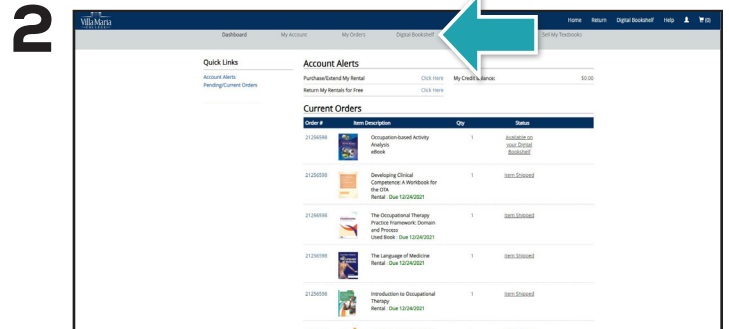 2
Villa Maria
COLLEGE
Home Return Digital Bookshelf Help (0)
Dashboard My Account My Orders Digital Bookshelf Sell My Textbooks
Quick Links
Account Alerts
Pending/Current Orders
Account Alerts
Purchase/Extend My Rental Click Here My Credit Balance: $0.00
Return My Rentals for Free Click Here
Current Orders
Order # Item Description Qty Status
21256598 Occupation-based Activity 1 Available on
Analysis your Digital
eBook Bookshelf
21256598 Developing Clinical 1 Item Shipped
Competence: A Workbook for
the OTA
Rental : Due 12/24/2021
21256598 The Occupational Therapy 1 Item Shipped
Practice Framework: Domain
and Process
Used Book : Due 12/24/2021
21256598 The Language of Medicine 1 Item Shipped
Rental : Due 12/24/2021
21256598 Introduction to Occupational 1 Item Shipped
Therapy
Rental : Due 12/24/2021